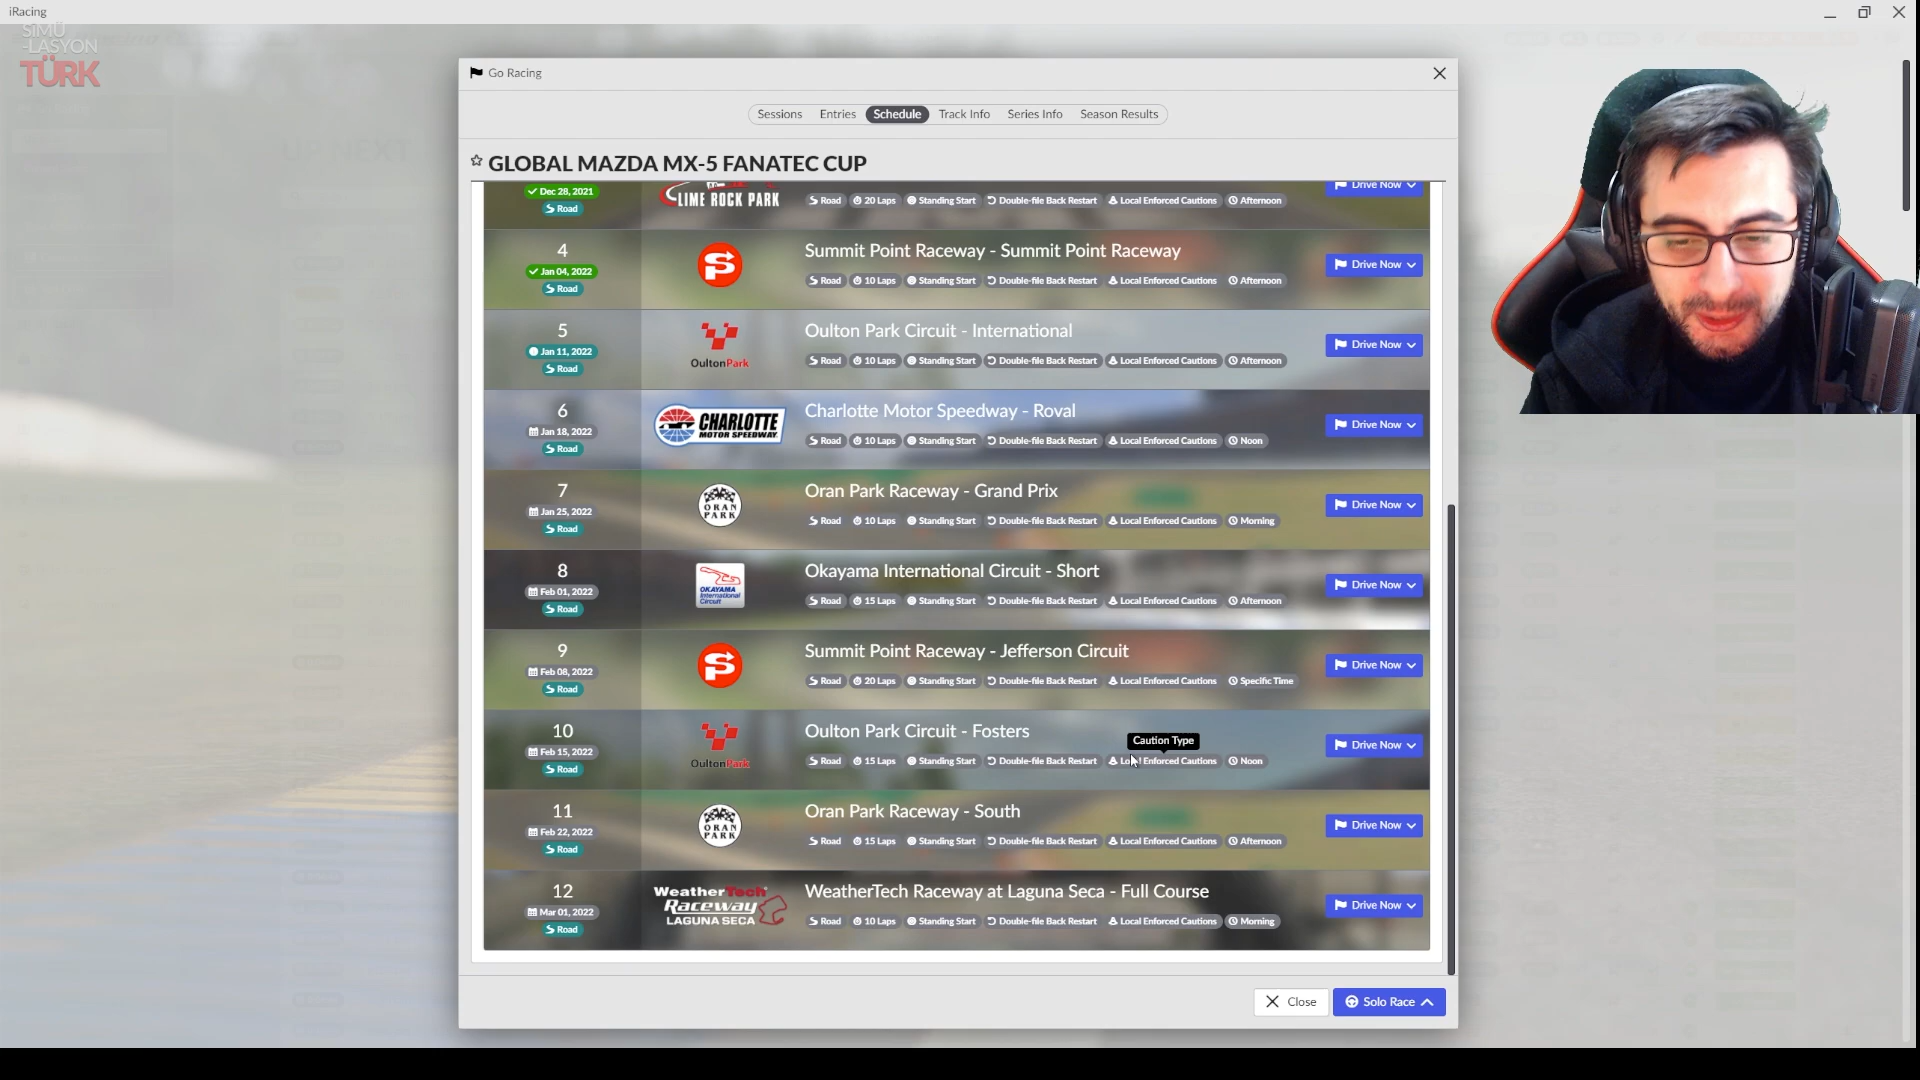 iRacing
SİMÜ
-LASYON
TÜRK
Go Racing
Sessions Entries Schedule Track Info Series Info Season Results
GLOBAL MAZDA MX-5 FANATEC CUP
Dec 28, 2021
Road
LIME ROCK PARK
Road 20 Laps Standing Start Double-file Back Restart Local Enforced Cautions Afternoon
Drive Now
4
Jan 04, 2022
Road
Summit Point Raceway - Summit Point Raceway
Road 10 Laps Standing Start Double-file Back Restart Local Enforced Cautions Afternoon
Drive Now
5
Jan 11, 2022
Road
OultonPark
Oulton Park Circuit - International
Road 10 Laps Standing Start Double-file Back Restart Local Enforced Cautions Afternoon
Drive Now
6
Jan 18, 2022
Road
CHARLOTTE
MOTOR SPEEDWAY
Charlotte Motor Speedway - Roval
Road 10 Laps Standing Start Double-file Back Restart Local Enforced Cautions Noon
Drive Now
7
Jan 25, 2022
Road
ORAN
PARK
Oran Park Raceway - Grand Prix
Road 10 Laps Standing Start Double-file Back Restart Local Enforced Cautions Morning
Drive Now
8
Feb 01, 2022
Road
OKAYAMA
International
Circuit
Okayama International Circuit - Short
Road 15 Laps Standing Start Double-file Back Restart Local Enforced Cautions Afternoon
Drive Now
9
Feb 08, 2022
Road
Summit Point Raceway - Jefferson Circuit
Road 20 Laps Standing Start Double-file Back Restart Local Enforced Cautions Specific Time
Drive Now
10
Feb 15, 2022
Road
OultonPark
Oulton Park Circuit - Fosters
Caution Type
Road 15 Laps Standing Start Double-file Back Restart Local Enforced Cautions Noon
Drive Now
11
Feb 22, 2022
Road
ORAN
PARK
Oran Park Raceway - South
Road 15 Laps Standing Start Double-file Back Restart Local Enforced Cautions Afternoon
Drive Now
12
Mar 01, 2022
Road
WeatherTech
Raceway
LAGUNA SECA
WeatherTech Raceway at Laguna Seca - Full Course
Road 10 Laps Standing Start Double-file Back Restart Local Enforced Cautions Morning
Drive Now
Close
Solo Race